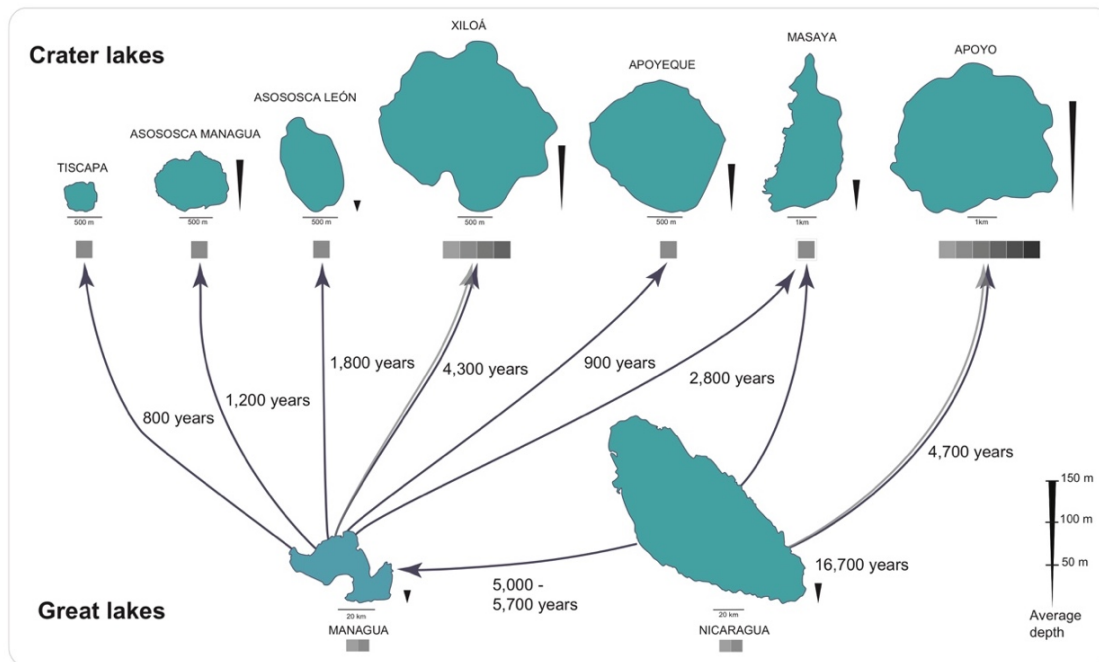 Crater lakes
TISCAPA
500 m
ASOSOSCA MANAGUA
500 m
ASOSOSCA LEÓN
500 m
XILOÁ
500 m
APOYEQUE
500 m
MASAYA
1km
APOYO
1km
800 years
1,200 years
1,800 years
4,300 years
900 years
2,800 years
4,700 years
16,700 years
5,000 -
5,700 years
Great lakes
20 km
MANAGUA
20 km
NICARAGUA
150 m
100 m
50 m
Average
depth